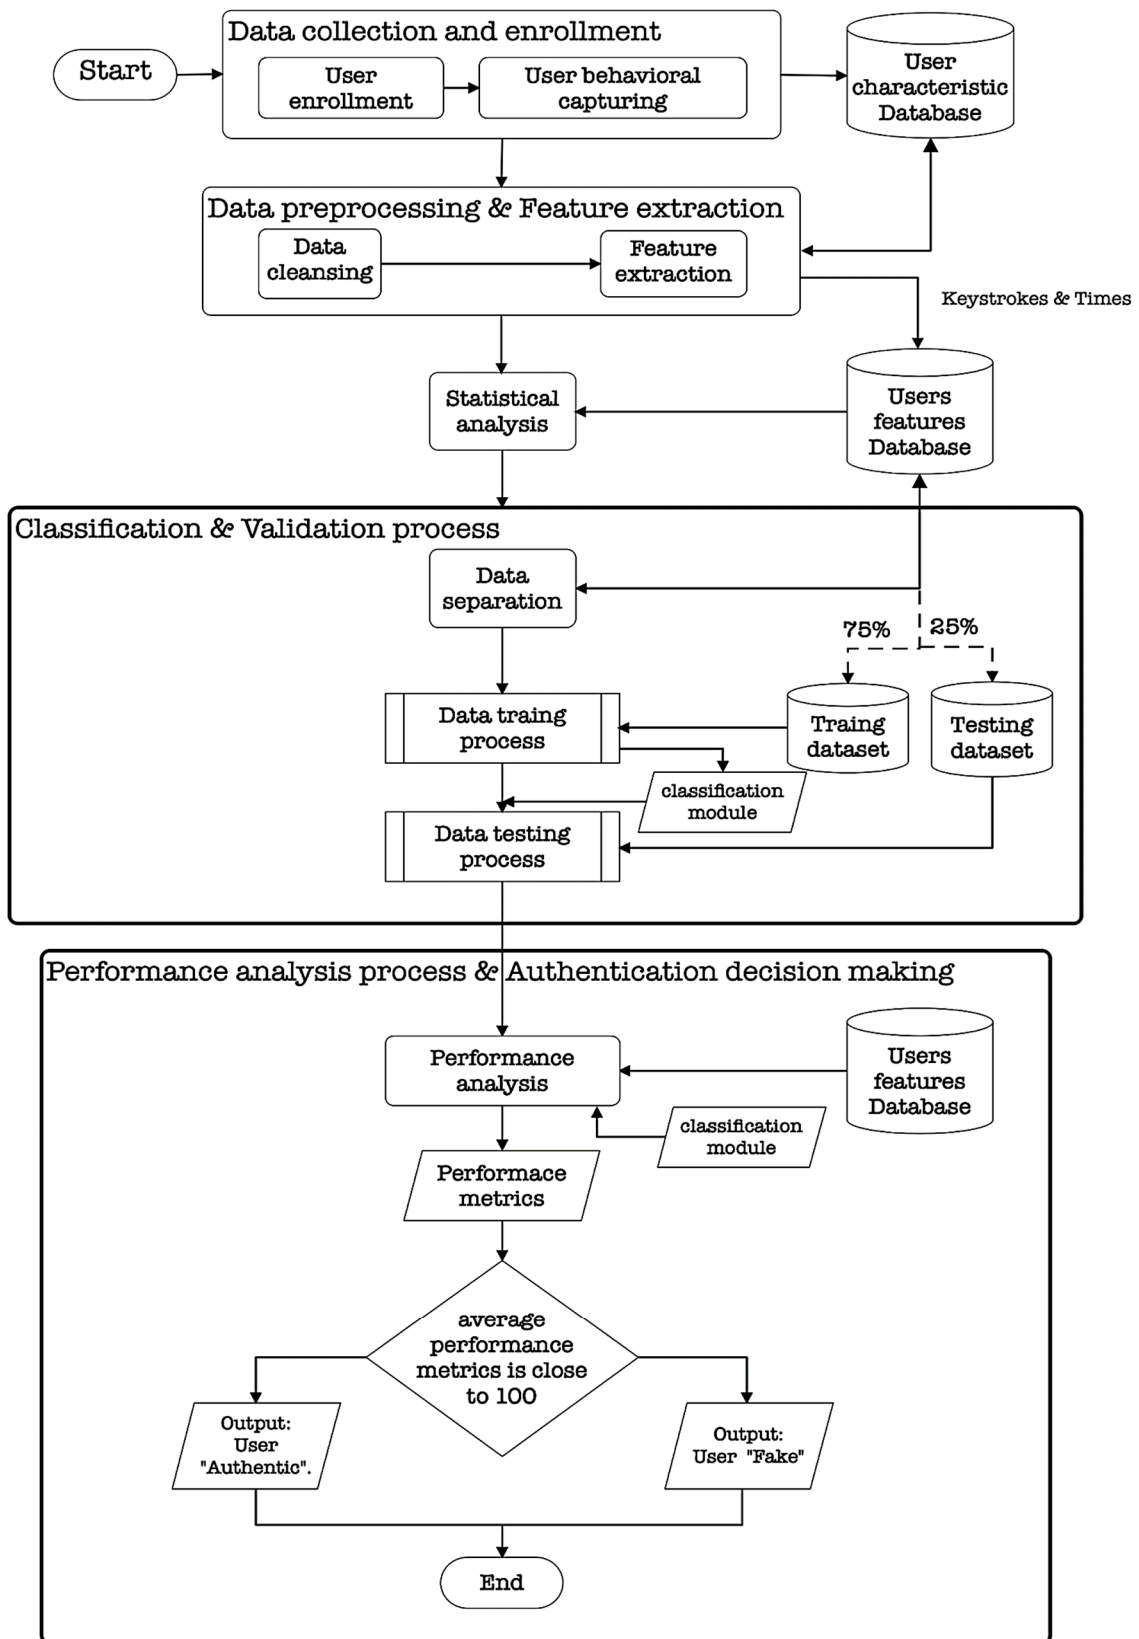 Data collection and enrollment
Start
User
enrollment
User behavioral
capturing
User
characteristic
Database
Data preprocessing & Feature extraction
Data
cleansing
Feature
extraction
Keystrokes & Times
Statistical
analysis
Users
features
Database
Classification & Validation process
Data
separation
75%
25%
Data traing
process
Traing
dataset
Testing
dataset
classification
module
Data testing
process
Performance analysis process & Authentication decision making
Performance
analysis
Users
features
Database
classification
module
Performace
metrics
average
performance
metrics is close
to 100
Output:
User
"Authentic".
Output:
User "Fake"
End